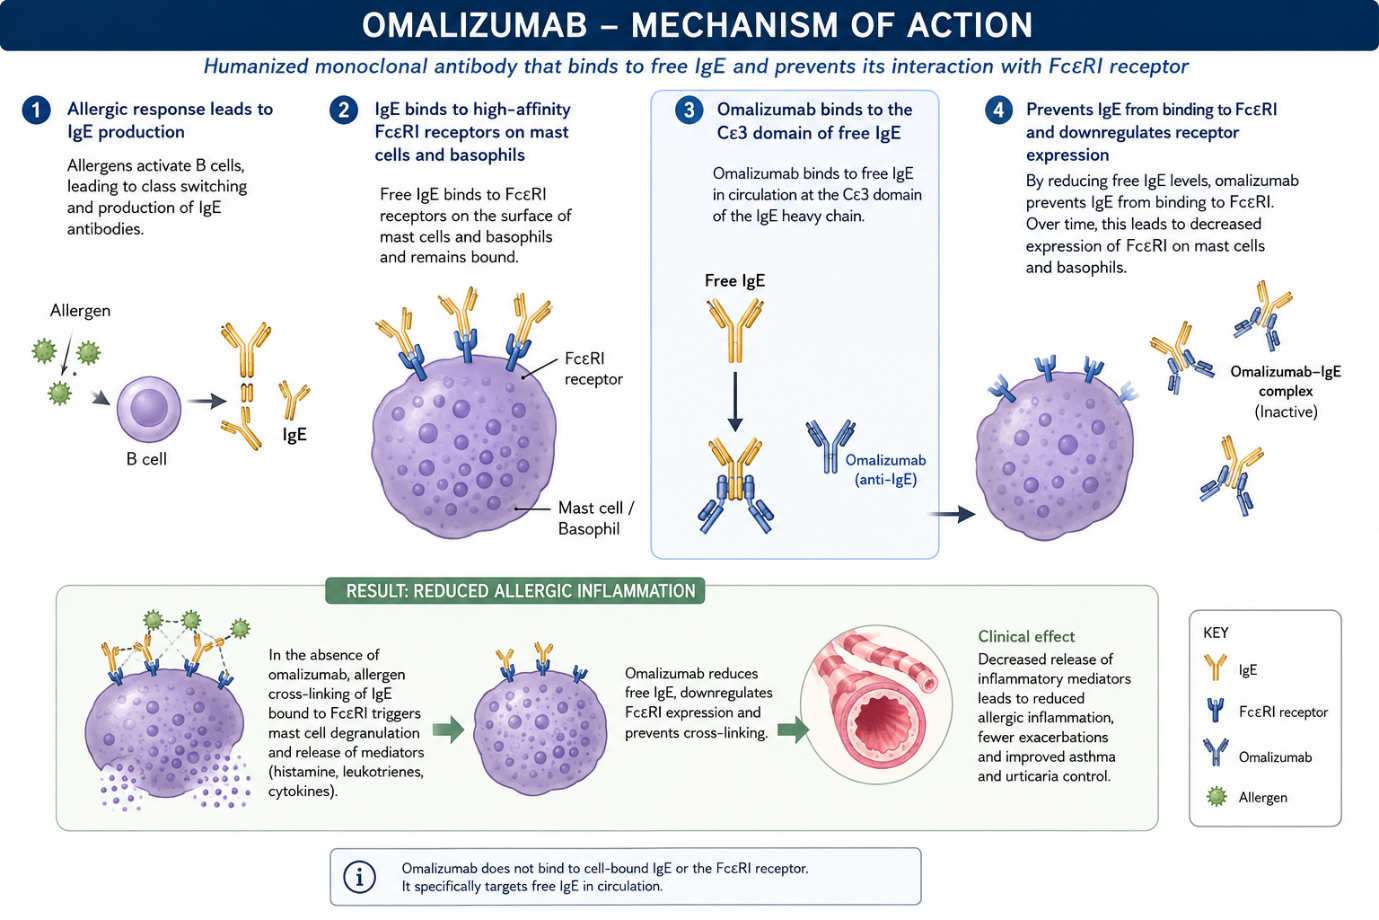 OMALIZUMAB – MECHANISM OF ACTION
Humanized monoclonal antibody that binds to free IgE and prevents its interaction with FcεRI receptor
1
Allergic response leads to
IgE production
Allergens activate B cells,
leading to class switching
and production of IgE
antibodies.
Allergen
B cell
IgE
2
IgE binds to high-affinity
FcεRI receptors on mast
cells and basophils
Free IgE binds to FcεRI
receptors on the surface of
mast cells and basophils
and remains bound.
FcεRI
receptor
Mast cell /
Basophil
3
Omalizumab binds to the
Cε3 domain of free IgE
Omalizumab binds to free IgE
in circulation at the Cε3 domain
of the IgE heavy chain.
Free IgE
Omalizumab
(anti-IgE)
4
Prevents IgE from binding to FcεRI
and downregulates receptor
expression
By reducing free IgE levels, omalizumab
prevents IgE from binding to FcεRI.
Over time, this leads to decreased
expression of FcεRI on mast cells
and basophils.
Omalizumab–IgE
complex
(Inactive)
RESULT: REDUCED ALLERGIC INFLAMMATION
In the absence of
omalizumab, allergen
cross-linking of IgE
bound to FcεRI triggers
mast cell degranulation
and release of mediators
(histamine, leukotrienes,
cytokines).
Omalizumab reduces
free IgE, downregulates
FcεRI expression and
prevents cross-linking.
Clinical effect
Decreased release of
inflammatory mediators
leads to reduced
allergic inflammation,
fewer exacerbations
and improved asthma
and urticaria control.
KEY
IgE
FcεRI receptor
Omalizumab
Allergen
i
Omalizumab does not bind to cell-bound IgE or the FcεRI receptor.
It specifically targets free IgE in circulation.